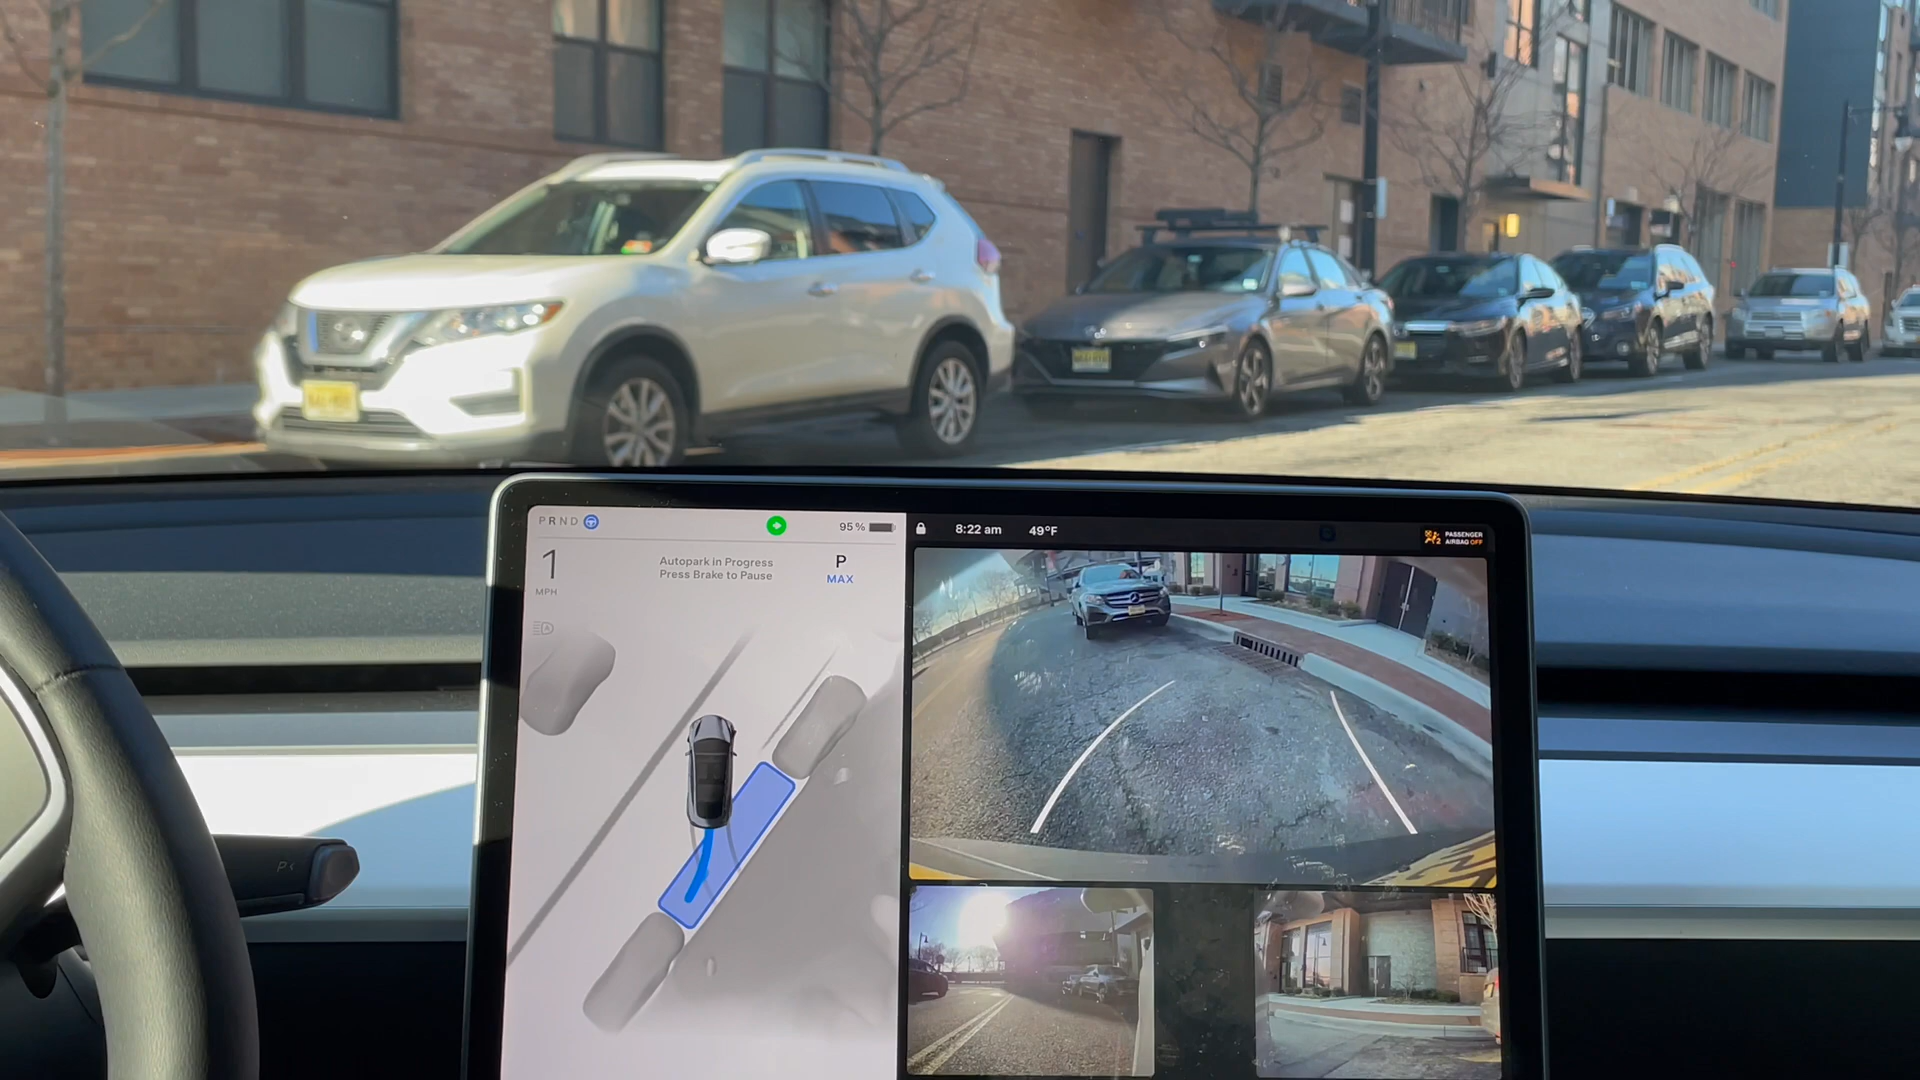 PRND
95%
8:22 am
49°F
PASSENGER
AIRBAG OFF
1
MPH
Autopark in Progress
Press Brake to Pause
P
MAX
P